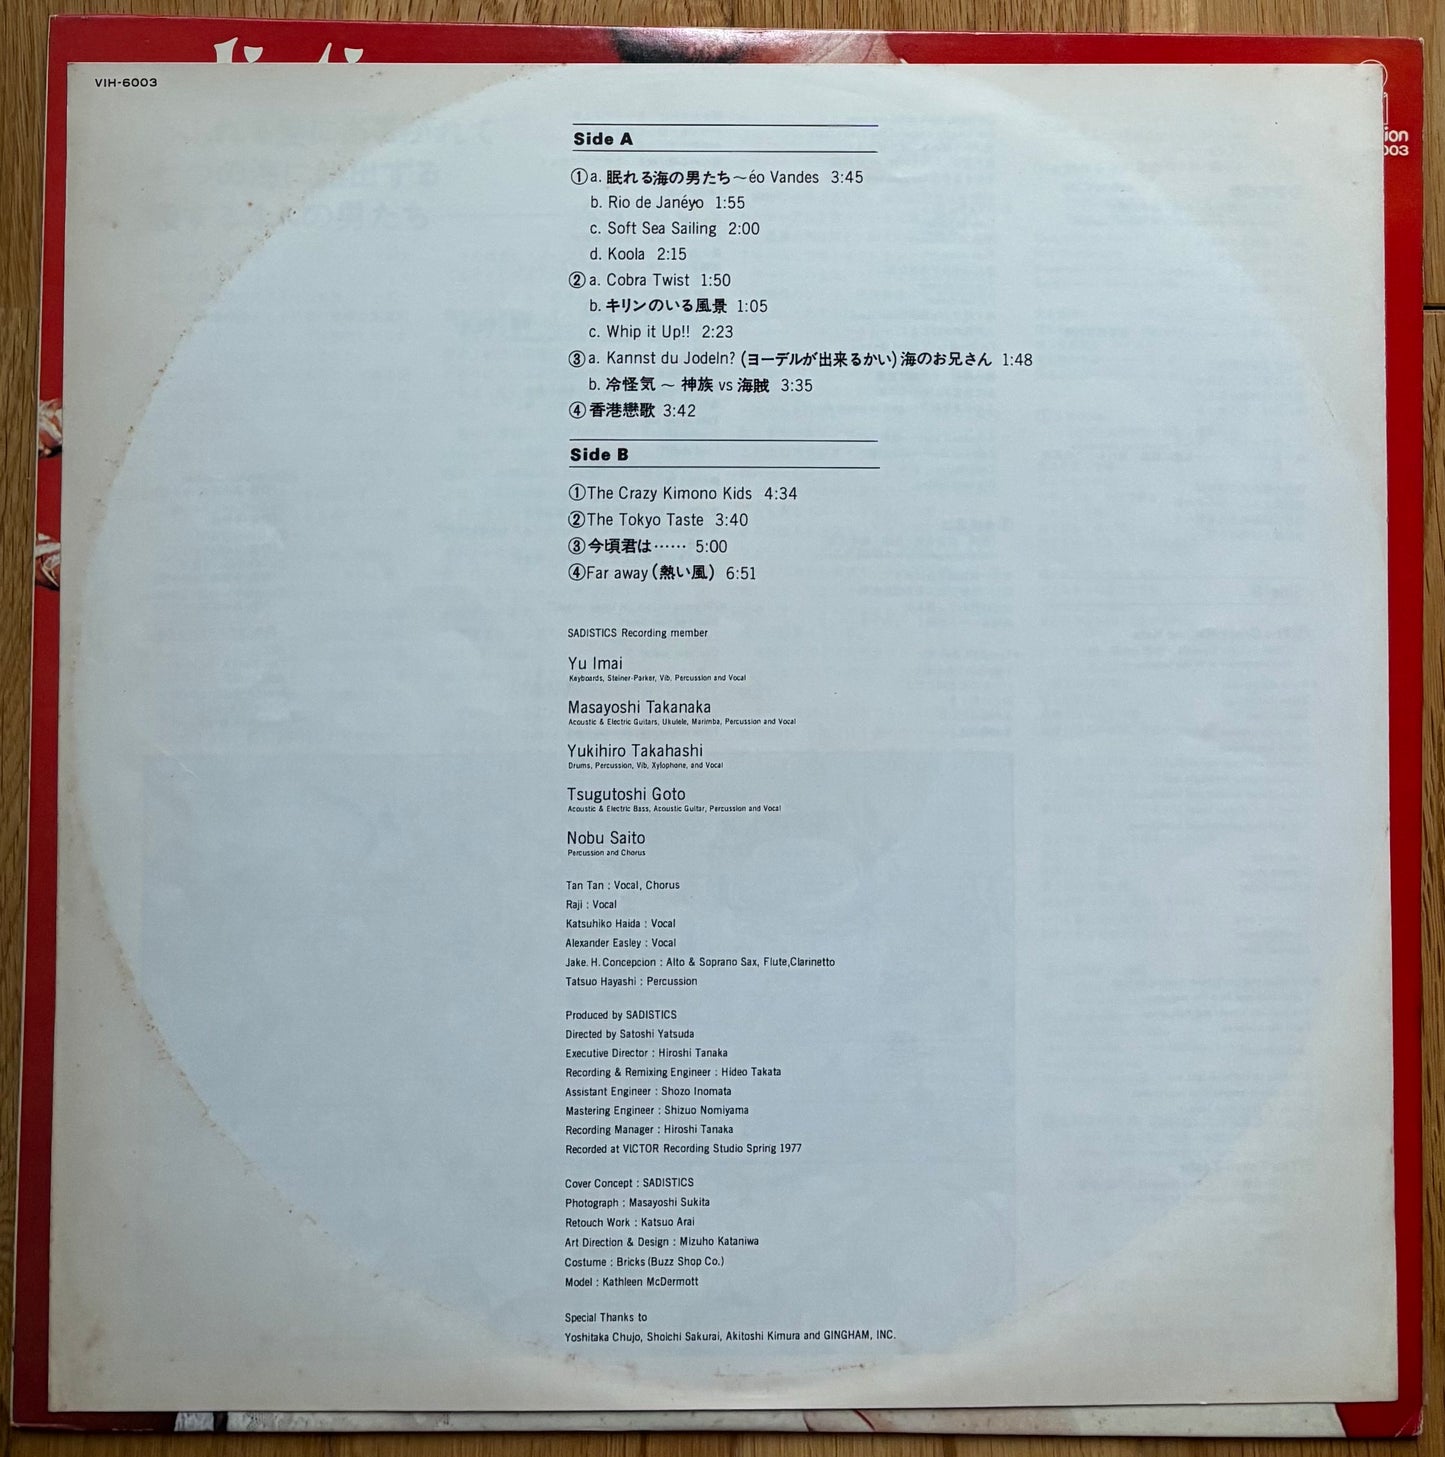 VIH-6003
ion
003
Side A
①a. 眠れる海の男たち～éo Vandes 3:45
b. Rio de Janéyo 1:55
c. Soft Sea Sailing 2:00
d. Koola 2:15
②a. Cobra Twist 1:50
b. キリンのいる風景 1:05
c. Whip it Up!! 2:23
③a. Kannst du Jodeln? (ヨーデルが出来るかい) 海のお兄さん 1:48
b. 冷怪気 ～ 神族 vs 海賊 3:35
④香港戀歌 3:42
Side B
①The Crazy Kimono Kids 4:34
②The Tokyo Taste 3:40
③今頃君は…… 5:00
④Far away (熱い風) 6:51
SADISTICS Recording member
Yu Imai
Keyboards, Steiner-Parker, Vib, Percussion and Vocal
Masayoshi Takanaka
Acoustic & Electric Guitars, Ukulele, Marimba, Percussion and Vocal
Yukihiro Takahashi
Drums, Percussion, Vib, Xylophone, and Vocal
Tsugutoshi Goto
Acoustic & Electric Bass, Acoustic Guitar, Percussion and Vocal
Nobu Saito
Percussion and Chorus
Tan Tan : Vocal, Chorus
Raji : Vocal
Katsuhiko Haida : Vocal
Alexander Easley : Vocal
Jake. H. Concepcion : Alto & Soprano Sax, Flute,Clarinetto
Tatsuo Hayashi : Percussion
Produced by SADISTICS
Directed by Satoshi Yatsuda
Executive Director : Hiroshi Tanaka
Recording & Remixing Engineer : Hideo Takata
Assistant Engineer : Shozo Inomata
Mastering Engineer : Shizuo Nomiyama
Recording Manager : Hiroshi Tanaka
Recorded at VICTOR Recording Studio Spring 1977
Cover Concept : SADISTICS
Photograph : Masayoshi Sukita
Retouch Work : Katsuo Arai
Art Direction & Design : Mizuho Kataniwa
Costume : Bricks (Buzz Shop Co.)
Model : Kathleen McDermott
Special Thanks to
Yoshitaka Chujo, Shoichi Sakurai, Akitoshi Kimura and GINGHAM, INC.